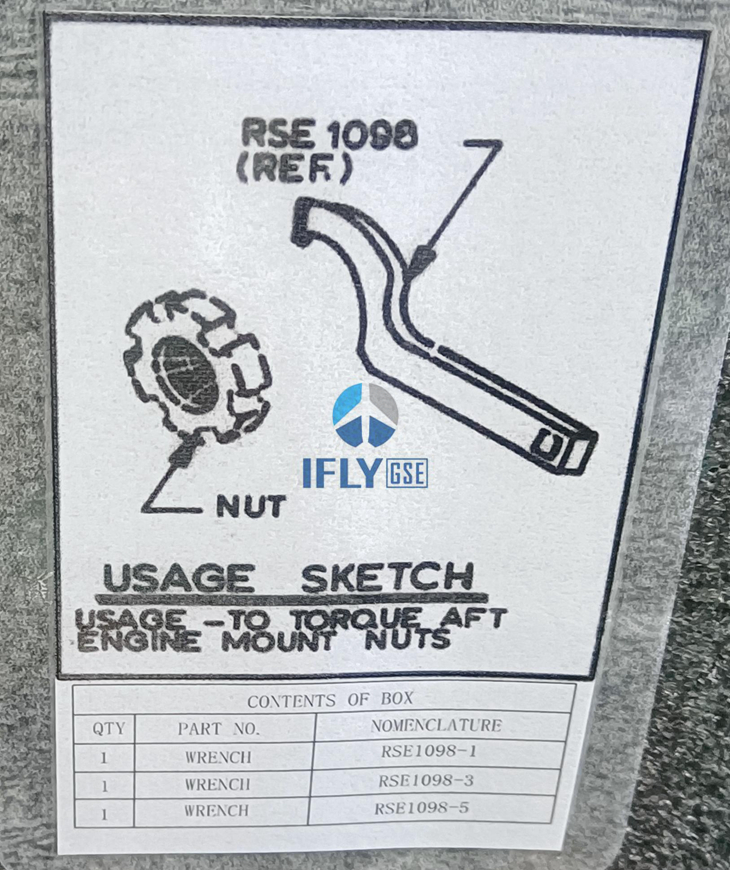 RSE 1098
(REF.)
IFLY GSE
NUT
USAGE SKETCH
USAGE - TO TORQUE AFT
ENGINE MOUNT NUTS
CONTENTS OF BOX
QTY PART NO. NOMENCLATURE
1 WRENCH RSE1098-1
1 WRENCH RSE1098-3
1 WRENCH RSE1098-5